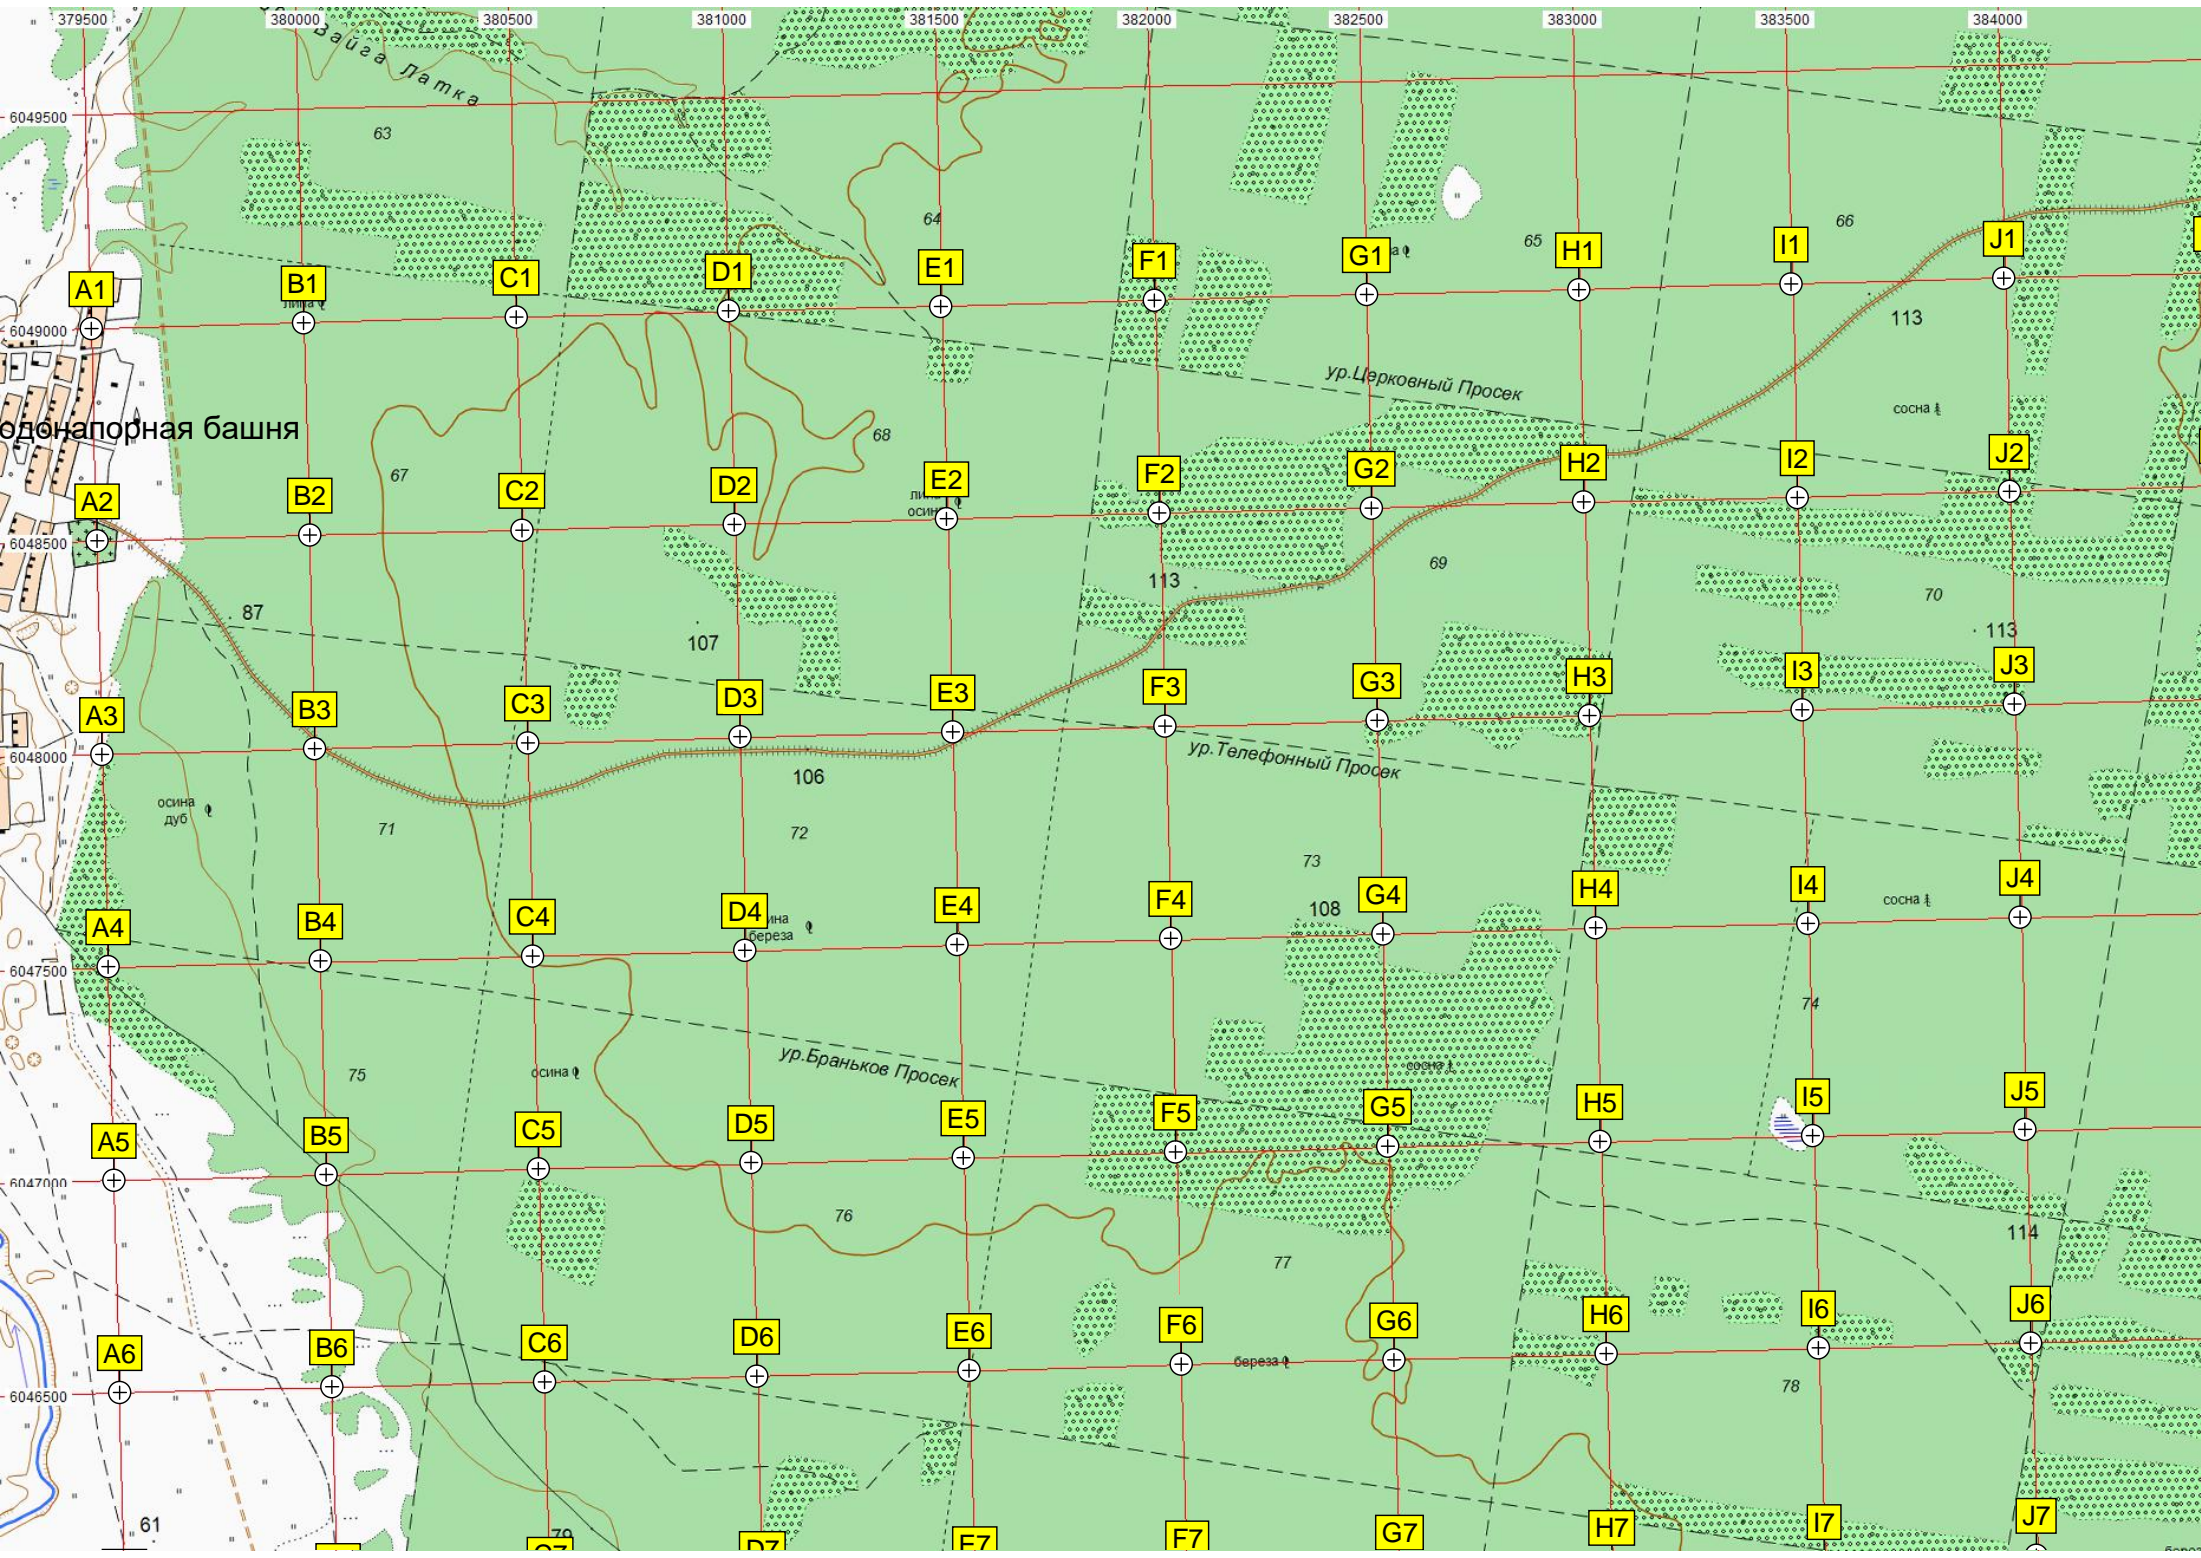 379500 380000 380500 381000 381500 382000 382500 383000 383500 384000
Вайга Латка
6049500
63
64 65 66
A1 B1 C1 D1 E1 F1 G1 H1 I1 J1
липа
6049000
113
ур.Церковный Просек
сосна
одонапорная башня
68
67
A2 B2 C2 D2 E2 F2 G2 H2 I2 J2
6048500
69
113
70
87
107
113
A3 B3 C3 D3 E3 F3 G3 H3 I3 J3
6048000
ур.Телефонный Просек
106
осина
дуб
71 72 73
A4 B4 C4 D4 E4 F4 G4 H4 I4 J4
108
сосна
береза
6047500
74
ур.Браньков Просек
сосна
75
осина
A5 B5 C5 D5 E5 F5 G5 H5 I5 J5
6047000
76
77
114
A6 B6 C6 D6 E6 F6 G6 H6 I6 J6
береза
6046500
78
61
79
C7 D7 E7 F7 G7 H7 I7 J7